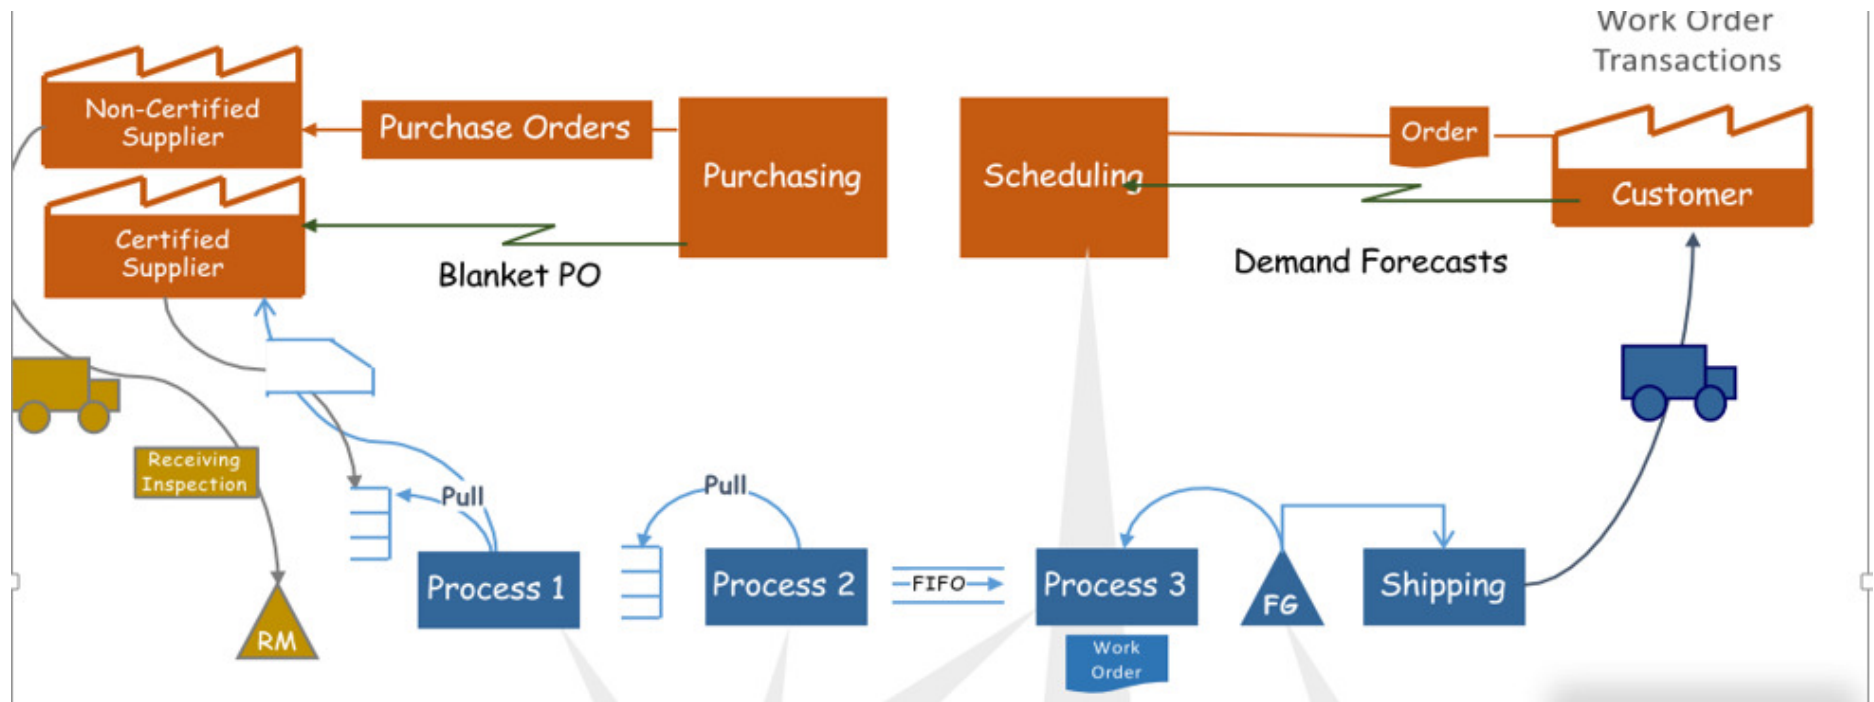 Work Order
Transactions
Non-Certified
Supplier
Purchase Orders
Purchasing
Scheduling
Order
Customer
Certified
Supplier
Blanket PO
Demand Forecasts
Receiving
Inspection
Pull
Pull
RM
Process 1
Process 2
FIFO
Process 3
FG
Shipping
Work
Order